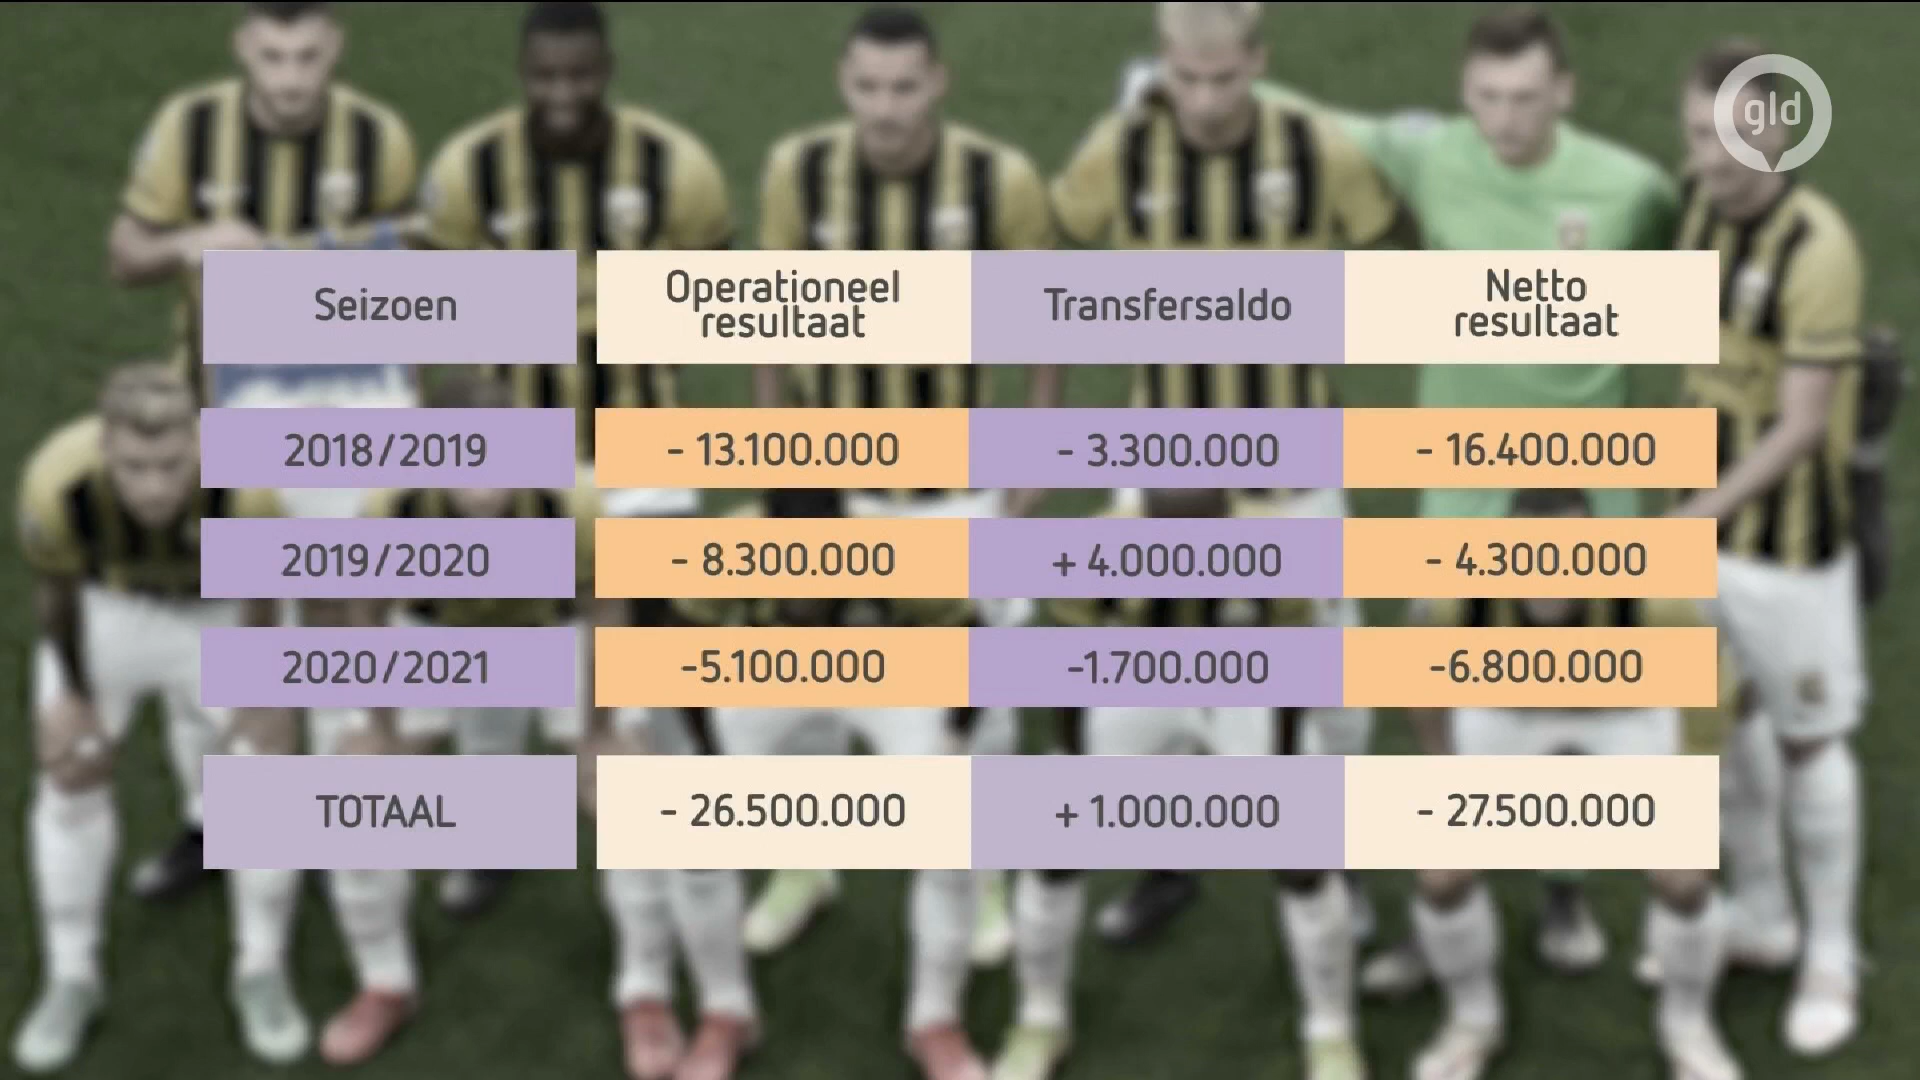 gld
Seizoen
Operationeel
resultaat
Transfersaldo
Netto
resultaat
2018/2019 - 13.100.000 - 3.300.000 - 16.400.000
2019/2020 - 8.300.000 + 4.000.000 - 4.300.000
2020/2021 -5.100.000 -1.700.000 -6.800.000
TOTAAL - 26.500.000 + 1.000.000 - 27.500.000